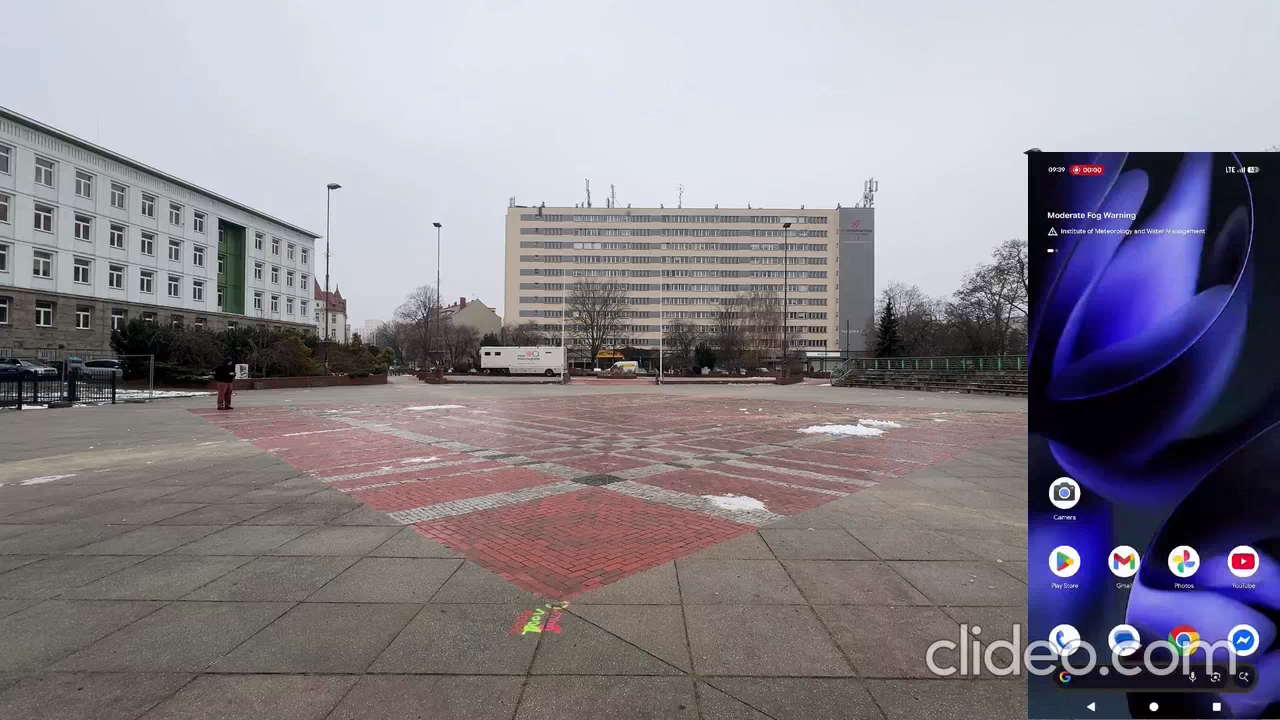 09:39
00:00
LTE
Moderate Fog Warning
Institute of Meteorology and Water Management
Camera
Play Store
Gmail
Photos
YouTube
clideo.com